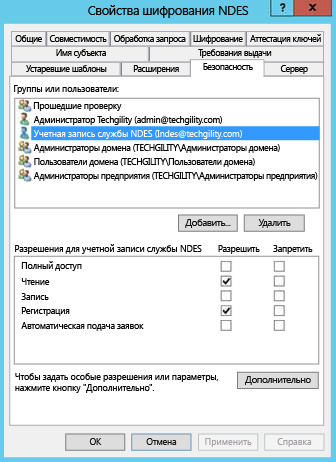 Свойства шифрования NDES
?
Общие Совместимость Обработка запроса Шифрование Аттестация ключей
Имя субъекта Требования выдачи
Устаревшие шаблоны Расширения Безопасность Сервер
Группы или пользователи:
Прошедшие проверку
Администратор Techgility (admin@techgility.com)
Учетная запись службы NDES (Indes@techgility.com)
Администраторы домена (TECHGILITY\Администраторы домена)
Пользователи домена (TECHGILITY\Пользователи домена)
Администраторы предприятия (TECHGILITY\Администраторы предприятия)
Добавить... Удалить
Разрешения для учетной записи службы NDES Разрешить Запретить
Полный доступ
Чтение
Запись
Регистрация
Автоматическая подача заявок
Чтобы задать особые разрешения или параметры,
нажмите кнопку "Дополнительно".
Дополнительно
ОК Отмена Применить Справка